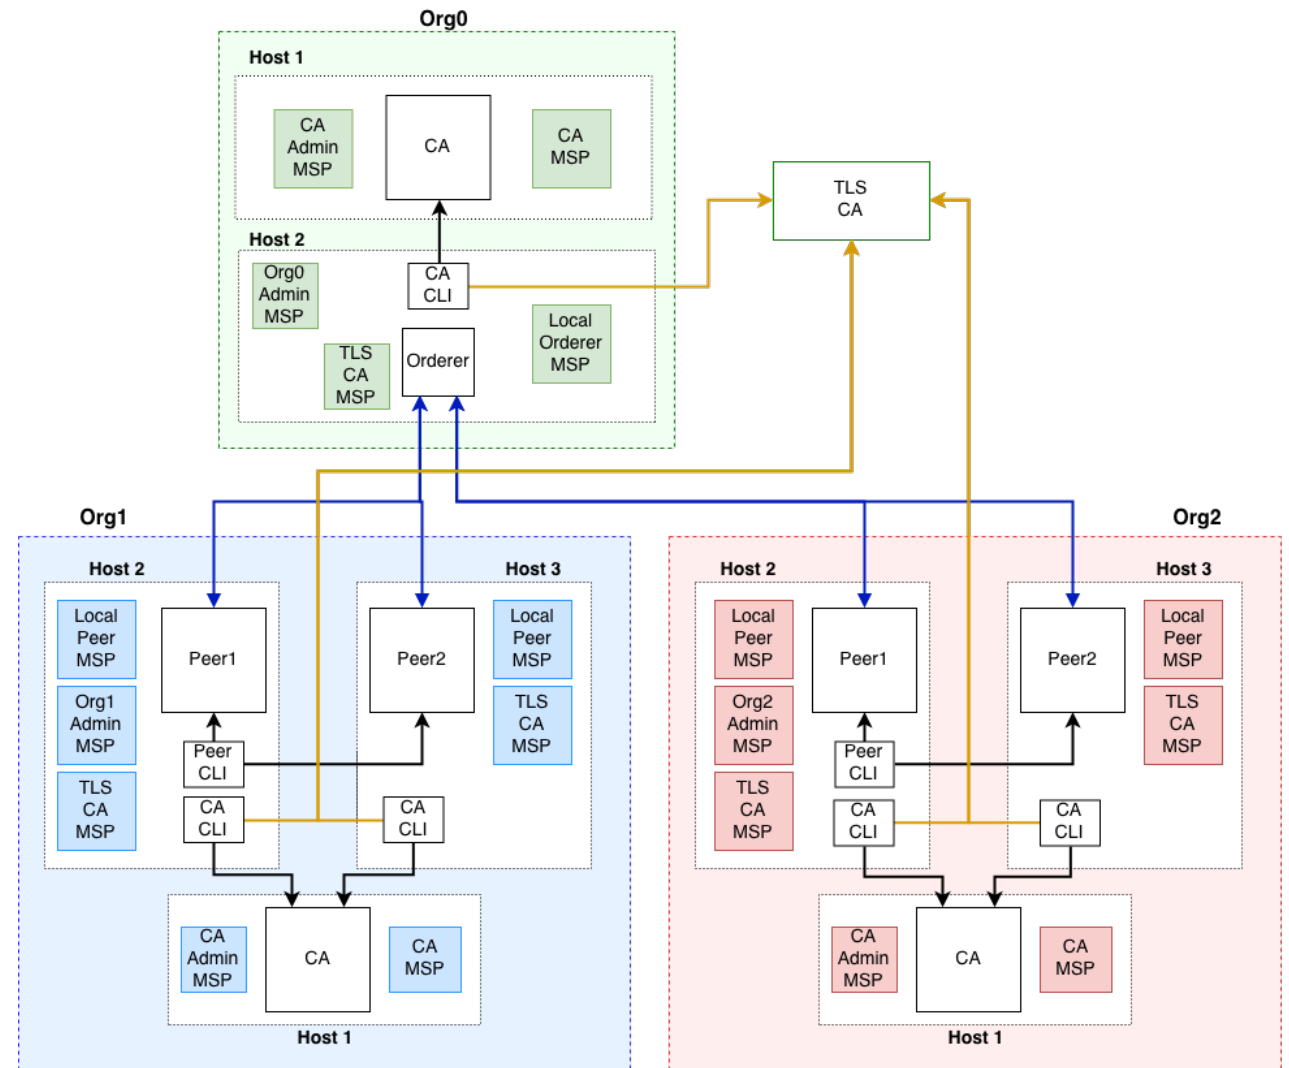 Org0
Host 1
CA
Admin
MSP
CA
CA
MSP
TLS
CA
Host 2
Org0
Admin
MSP
CA
CLI
Local
Orderer
MSP
TLS
CA
MSP
Orderer
Org1
Host 2
Local
Peer
MSP
Peer1
Org1
Admin
MSP
Peer
CLI
TLS
CA
MSP
CA
CLI
Host 3
Peer2
Local
Peer
MSP
TLS
CA
MSP
CA
CLI
CA
Admin
MSP
CA
CA
MSP
Host 1
Org2
Host 2
Local
Peer
MSP
Peer1
Org2
Admin
MSP
Peer
CLI
TLS
CA
MSP
CA
CLI
Host 3
Peer2
Local
Peer
MSP
TLS
CA
MSP
CA
CLI
CA
Admin
MSP
CA
CA
MSP
Host 1